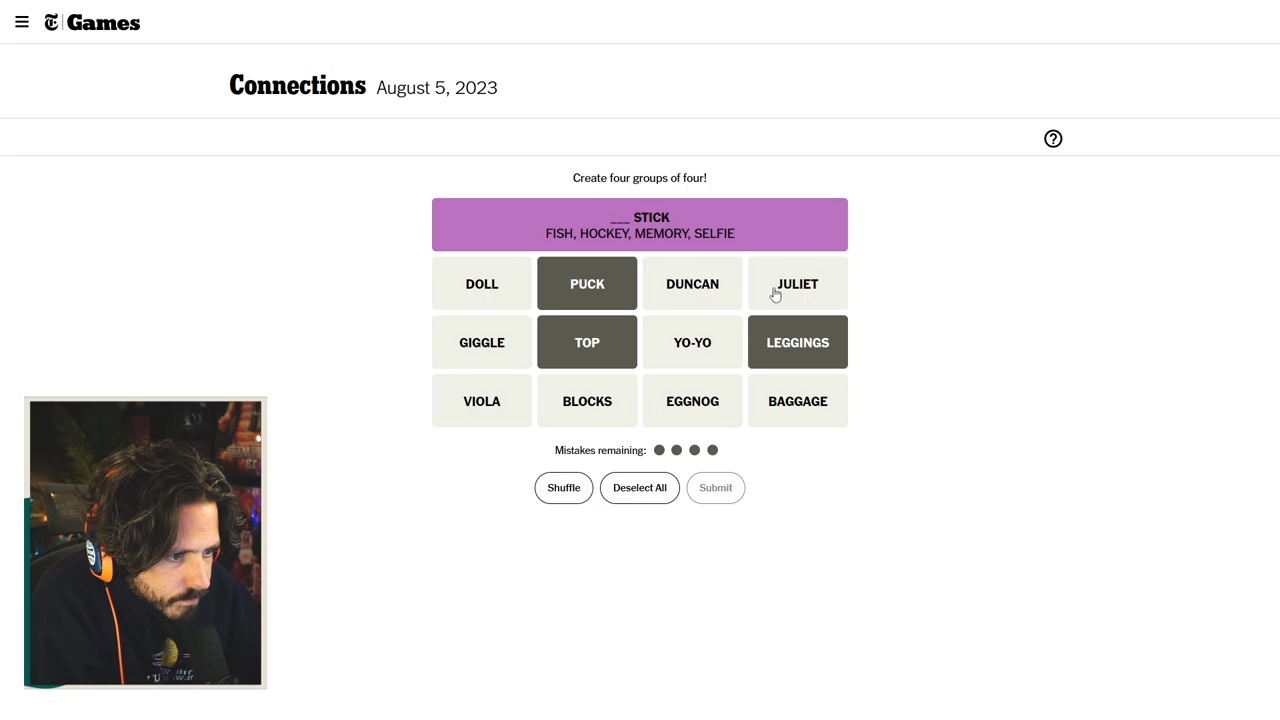 Games
Connections August 5, 2023
Create four groups of four!
___ STICK
FISH, HOCKEY, MEMORY, SELFIE
DOLL PUCK DUNCAN JULIET
GIGGLE TOP YO-YO LEGGINGS
VIOLA BLOCKS EGGNOG BAGGAGE
Mistakes remaining:
Shuffle Deselect All Submit